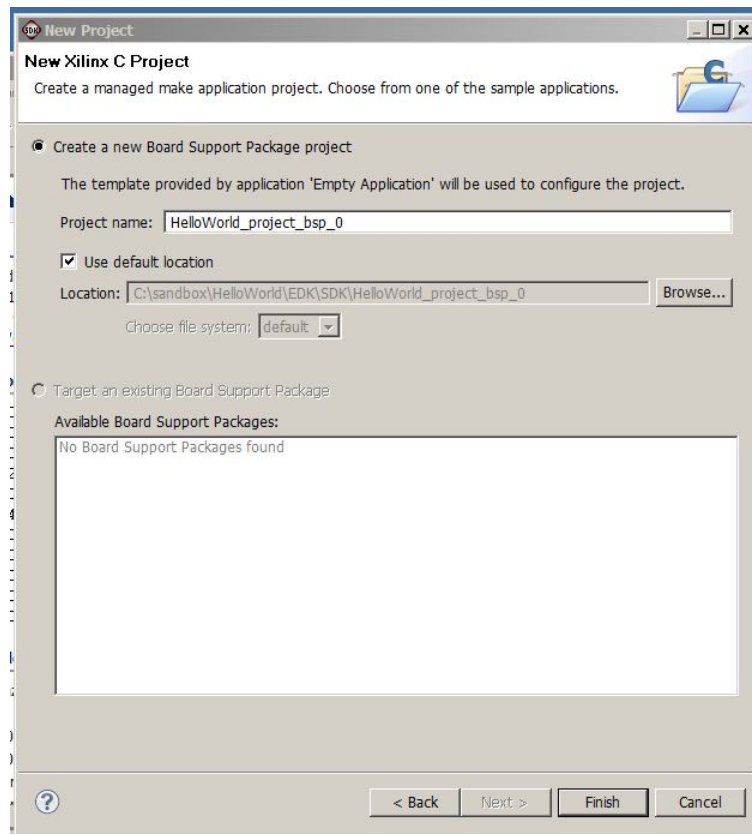 SDK New Project
New Xilinx C Project
Create a managed make application project. Choose from one of the sample applications.
C
Create a new Board Support Package project
The template provided by application 'Empty Application' will be used to configure the project.
Project name: HelloWorld_project_bsp_0
Use default location
Location: C:\sandbox\HelloWorld\EDK\SDK\HelloWorld_project_bsp_0 Browse...
Choose file system: default
Target an existing Board Support Package
Available Board Support Packages:
No Board Support Packages found
? < Back Next > Finish Cancel